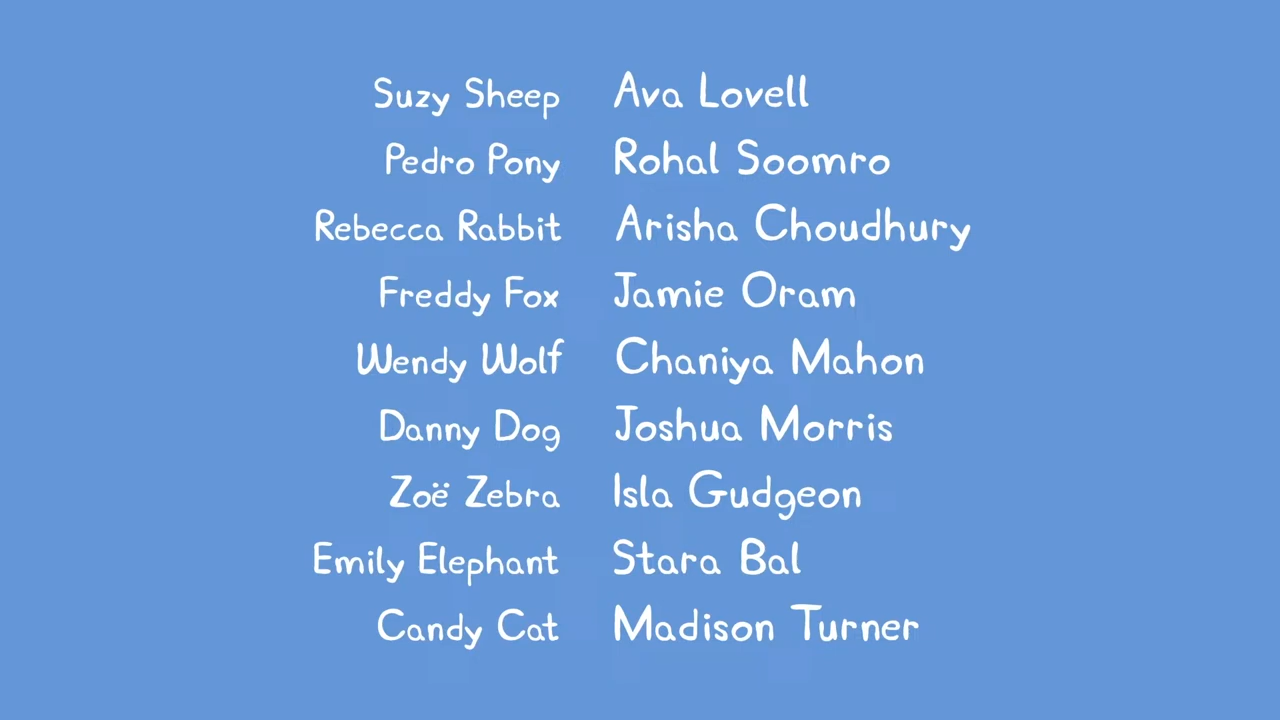 Suzy Sheep Ava Lovell
Pedro Pony Rohal Soomro
Rebecca Rabbit Arisha Choudhury
Freddy Fox Jamie Oram
Wendy Wolf Chaniya Mahon
Danny Dog Joshua Morris
Zoë Zebra Isla Gudgeon
Emily Elephant Stara Bal
Candy Cat Madison Turner